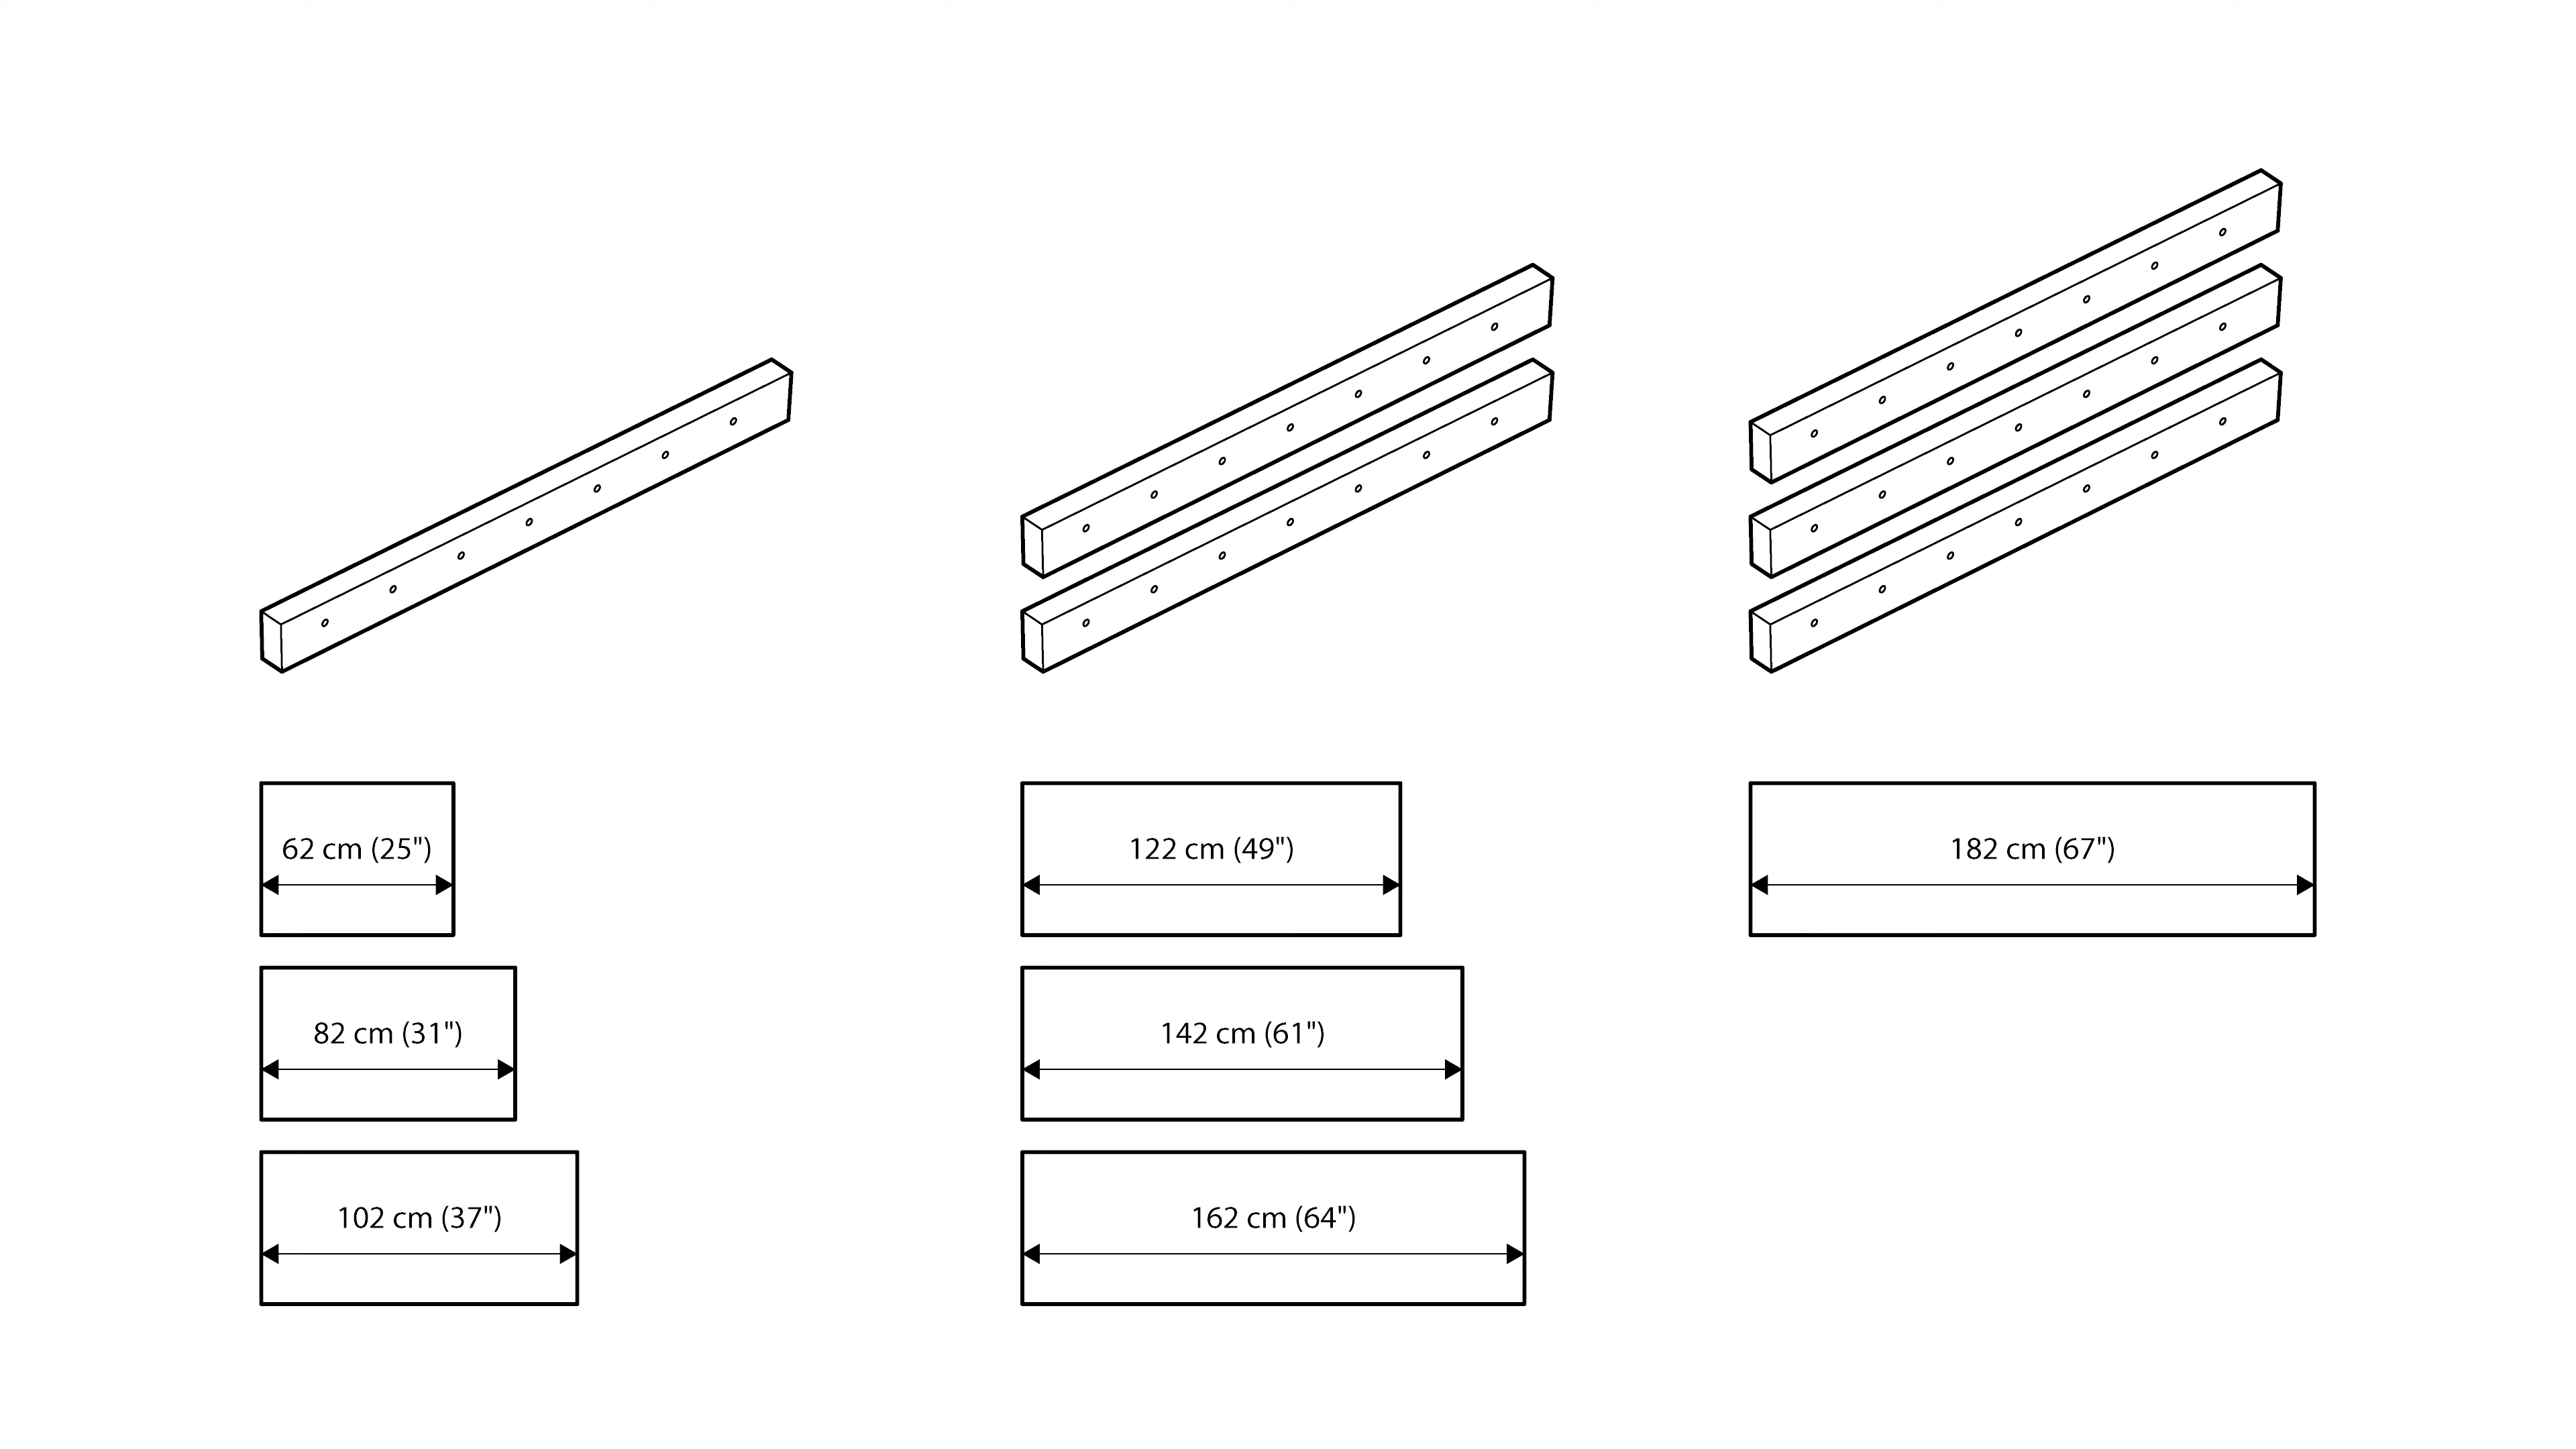 62 cm (25")
122 cm (49")
182 cm (67")
82 cm (31")
142 cm (61")
102 cm (37")
162 cm (64")